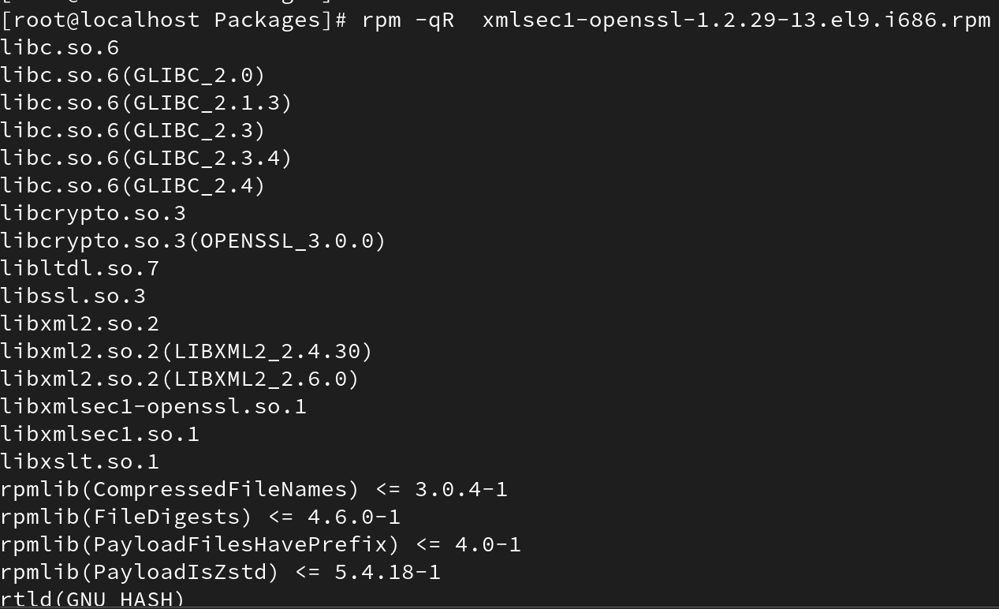 [root@localhost Packages]# rpm -qR  xmlsec1-openssl-1.2.29-13.el9.i686.rpm
libc.so.6
libc.so.6(GLIBC_2.0)
libc.so.6(GLIBC_2.1.3)
libc.so.6(GLIBC_2.3)
libc.so.6(GLIBC_2.3.4)
libc.so.6(GLIBC_2.4)
libcrypto.so.3
libcrypto.so.3(OPENSSL_3.0.0)
libltdl.so.7
libssl.so.3
libxml2.so.2
libxml2.so.2(LIBXML2_2.4.30)
libxml2.so.2(LIBXML2_2.6.0)
libxmlsec1-openssl.so.1
libxmlsec1.so.1
libxslt.so.1
rpmlib(CompressedFileNames) <= 3.0.4-1
rpmlib(FileDigests) <= 4.6.0-1
rpmlib(PayloadFilesHavePrefix) <= 4.0-1
rpmlib(PayloadIsZstd) <= 5.4.18-1
rtld(GNU_HASH)